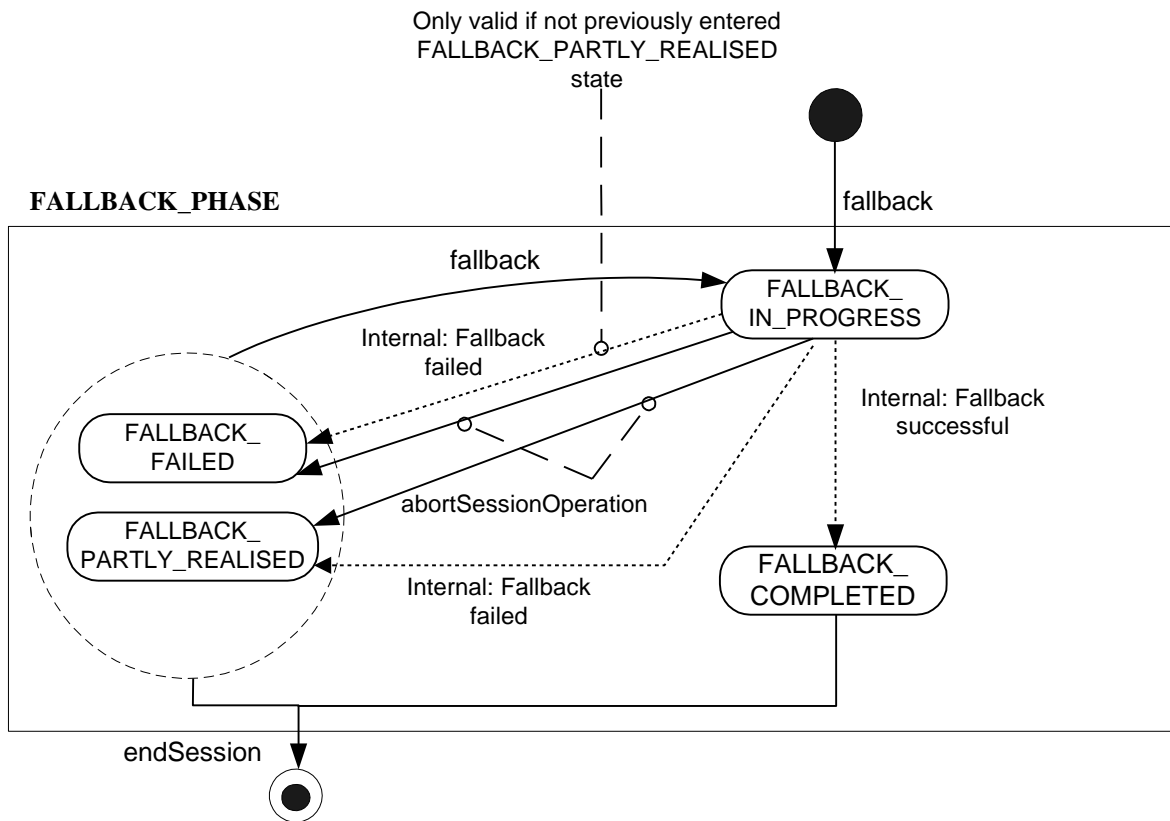 Only valid if not previously entered
FALLBACK_PARTLY_REALISED
state
FALLBACK_PHASE
fallback
fallback
FALLBACK_
IN_PROGRESS
Internal: Fallback
failed
Internal: Fallback
successful
FALLBACK_
FAILED
abortSessionOperation
FALLBACK_
PARTLY_REALISED
FALLBACK_
COMPLETED
Internal: Fallback
failed
endSession